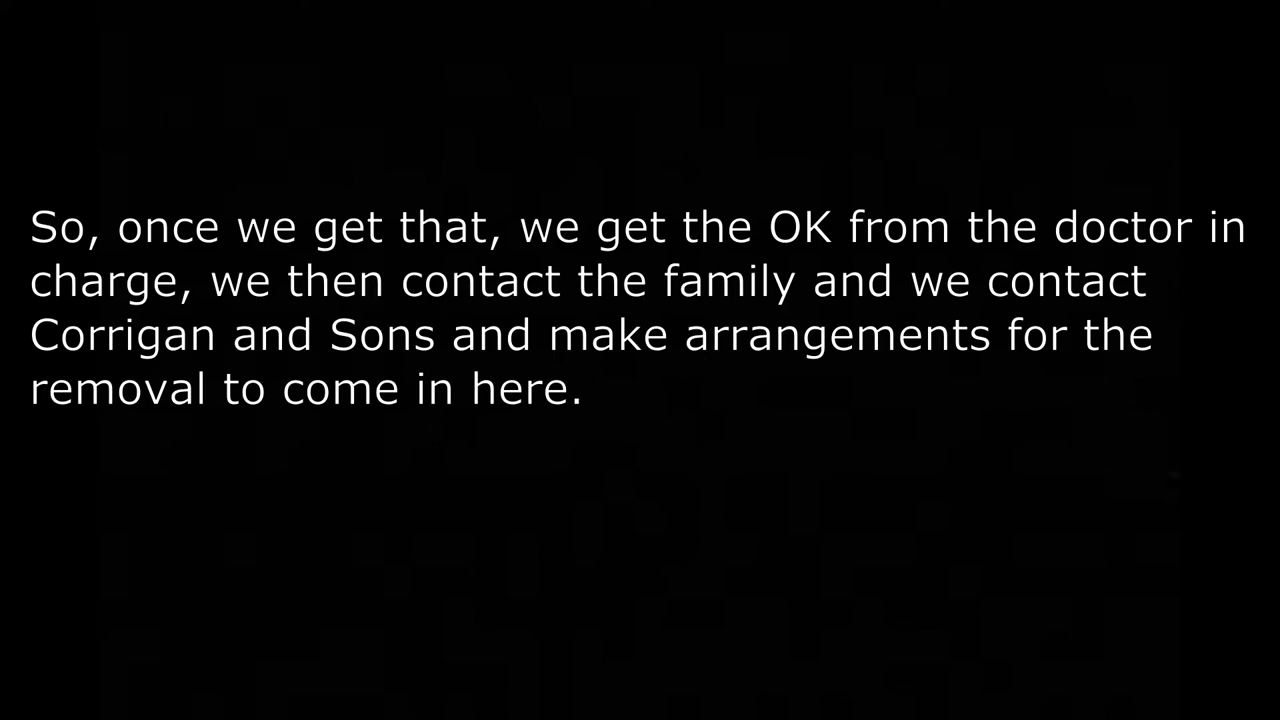 So, once we get that, we get the OK from the doctor in
charge, we then contact the family and we contact
Corrigan and Sons and make arrangements for the
removal to come in here.